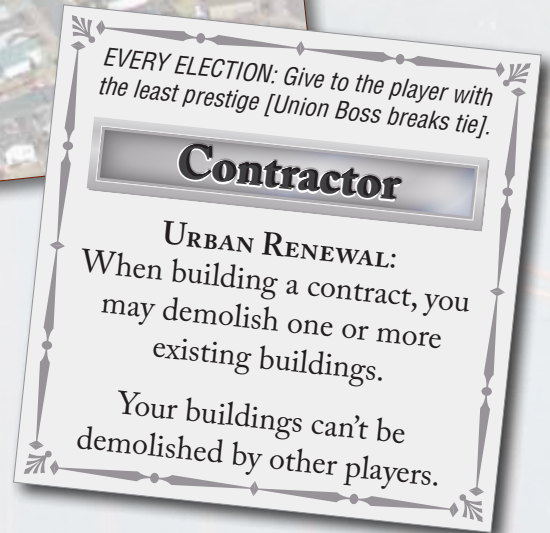 EVERY ELECTION: Give to the player with
the least prestige [Union Boss breaks tie].
Contractor
URBAN RENEWAL:
When building a contract, you
may demolish one or more
existing buildings.
Your buildings can't be
demolished by other players.